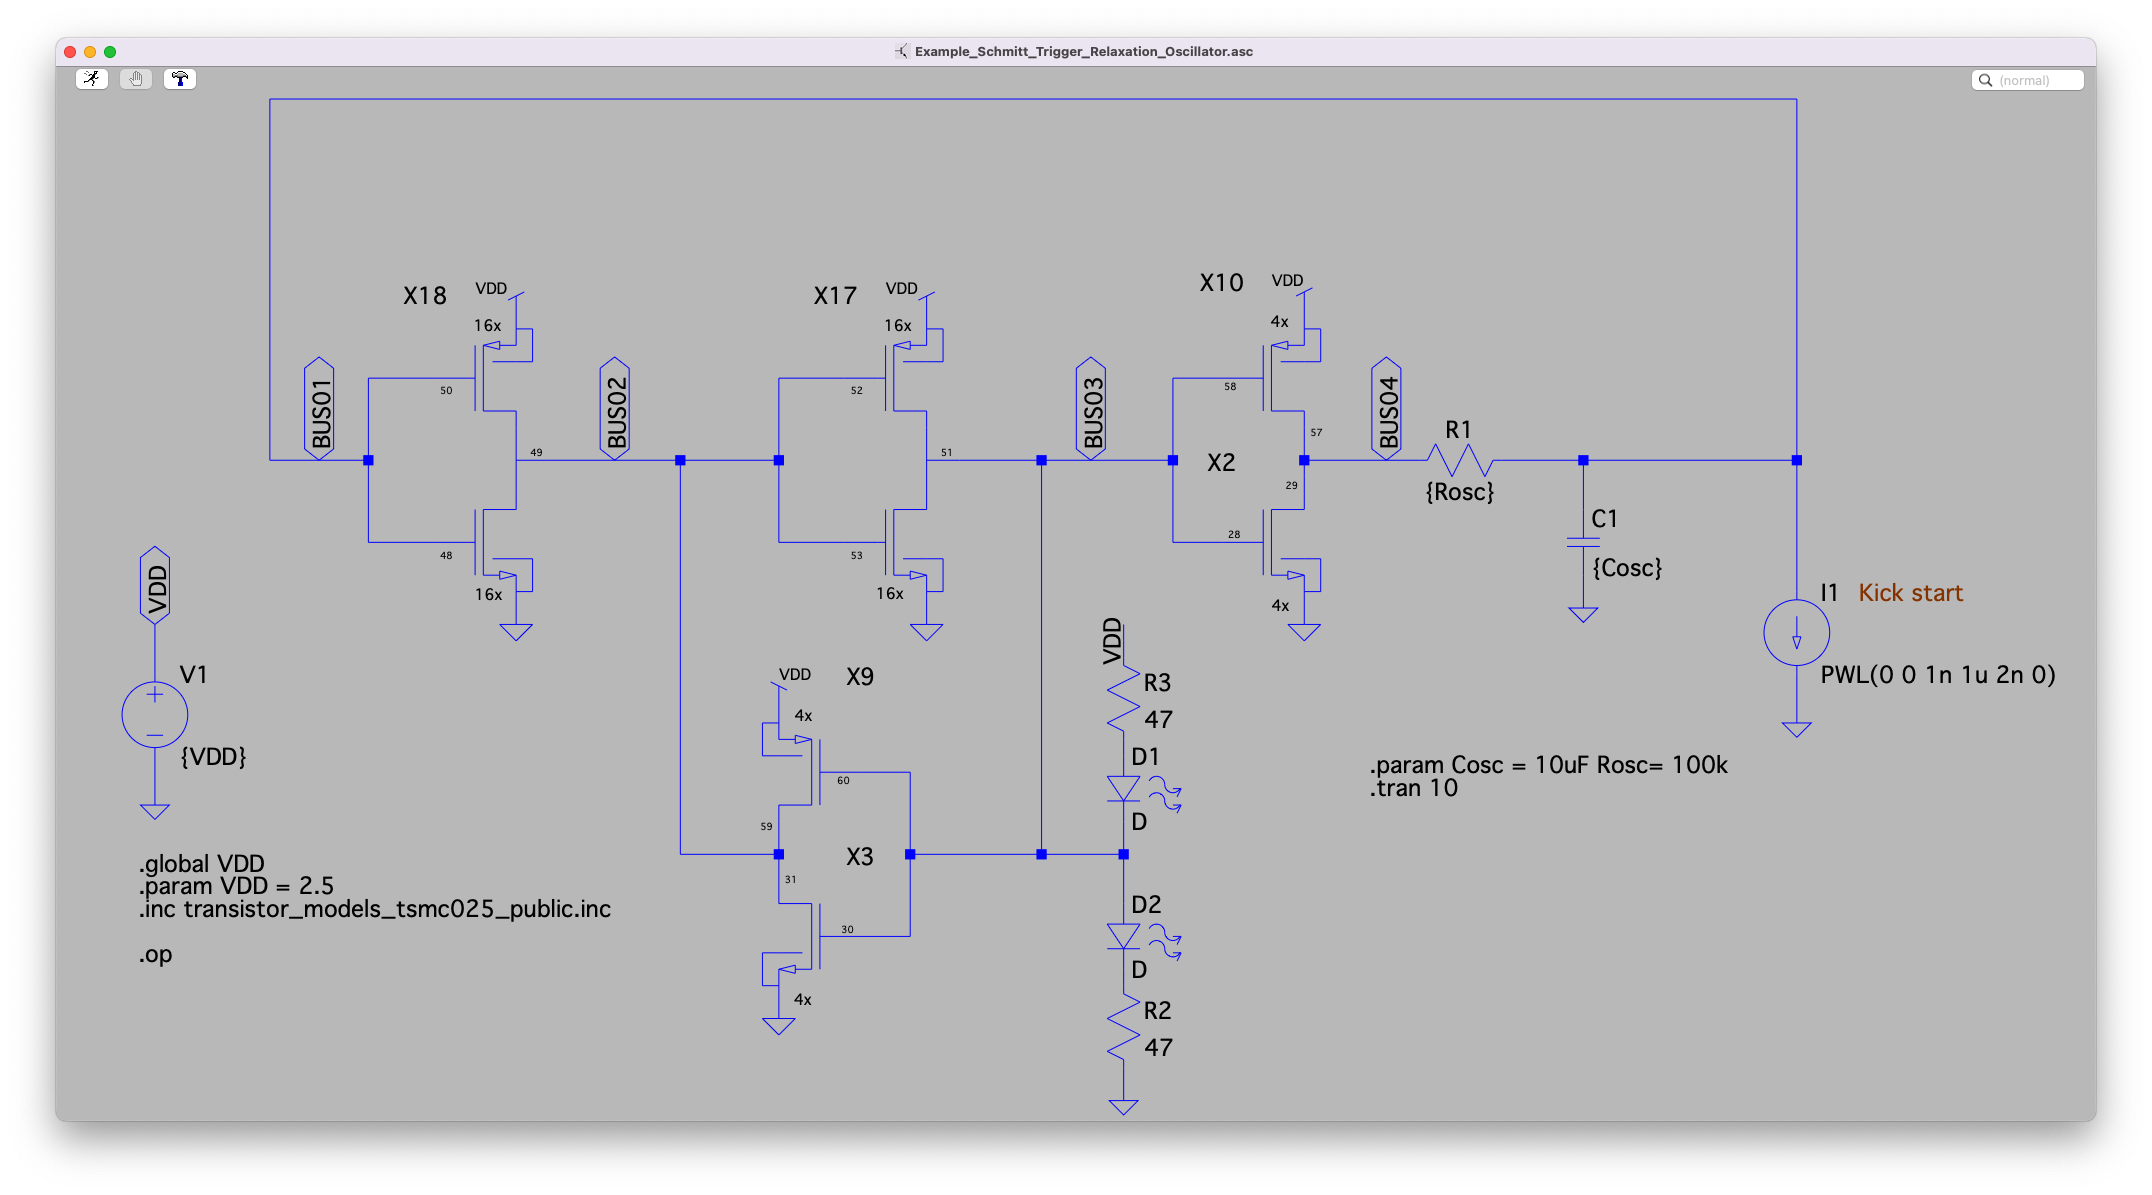 Example_Schmitt_Trigger_Relaxation_Oscillator.asc
(normal)
X18
VDD
16x
50
49
48
16x
BUS01
BUS02
X17
VDD
16x
52
51
53
16x
BUS03
X10
VDD
4x
58
57
X2
29
28
4x
BUS04
R1
{Rosc}
C1
{Cosc}
I1
Kick start
PWL(0 0 1n 1u 2n 0)
VDD
V1
{VDD}
X9
VDD
4x
60
59
X3
31
30
4x
VDD
R3
47
D1
D
D2
D
R2
47
.param Cosc = 10uF Rosc= 100k
.tran 10
.global VDD
.param VDD = 2.5
.inc transistor_models_tsmc025_public.inc
.op